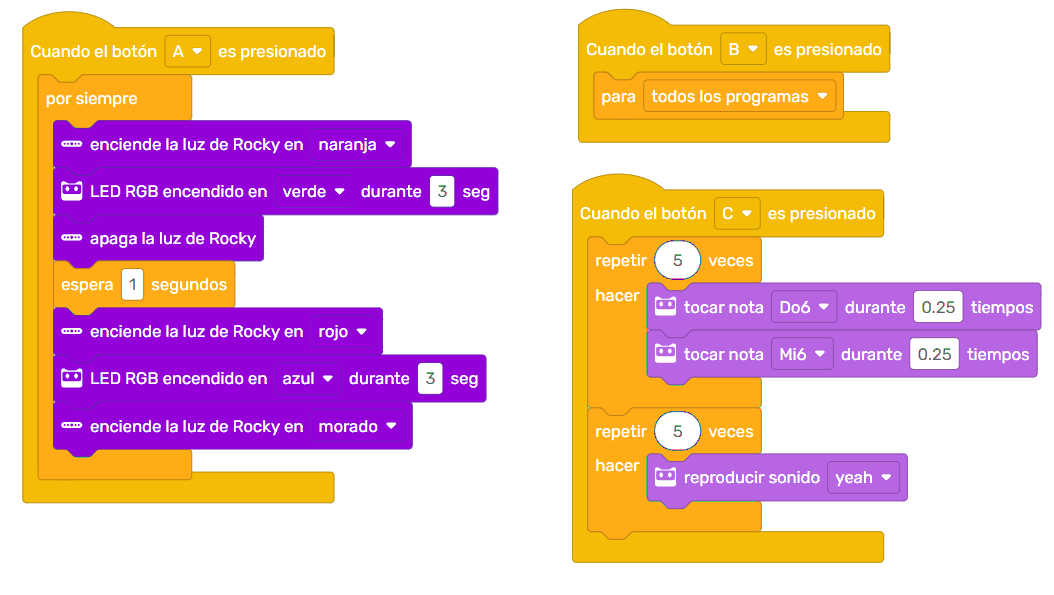 Cuando el botón A es presionado
por siempre
enciende la luz de Rocky en naranja
LED RGB encendido en verde durante 3 seg
apaga la luz de Rocky
espera 1 segundos
enciende la luz de Rocky en rojo
LED RGB encendido en azul durante 3 seg
enciende la luz de Rocky en morado
Cuando el botón B es presionado
para todos los programas
Cuando el botón C es presionado
repetir 5 veces
hacer
tocar nota Do6 durante 0.25 tiempos
tocar nota Mi6 durante 0.25 tiempos
repetir 5 veces
hacer
reproducir sonido yeah